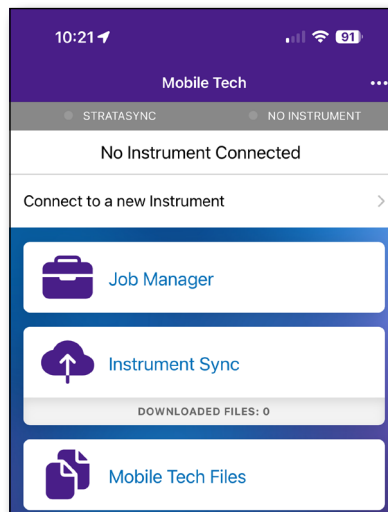 10:21
91
Mobile Tech
STRATASYNC NO INSTRUMENT
No Instrument Connected
Connect to a new Instrument
Job Manager
Instrument Sync
DOWNLOADED FILES: 0
Mobile Tech Files